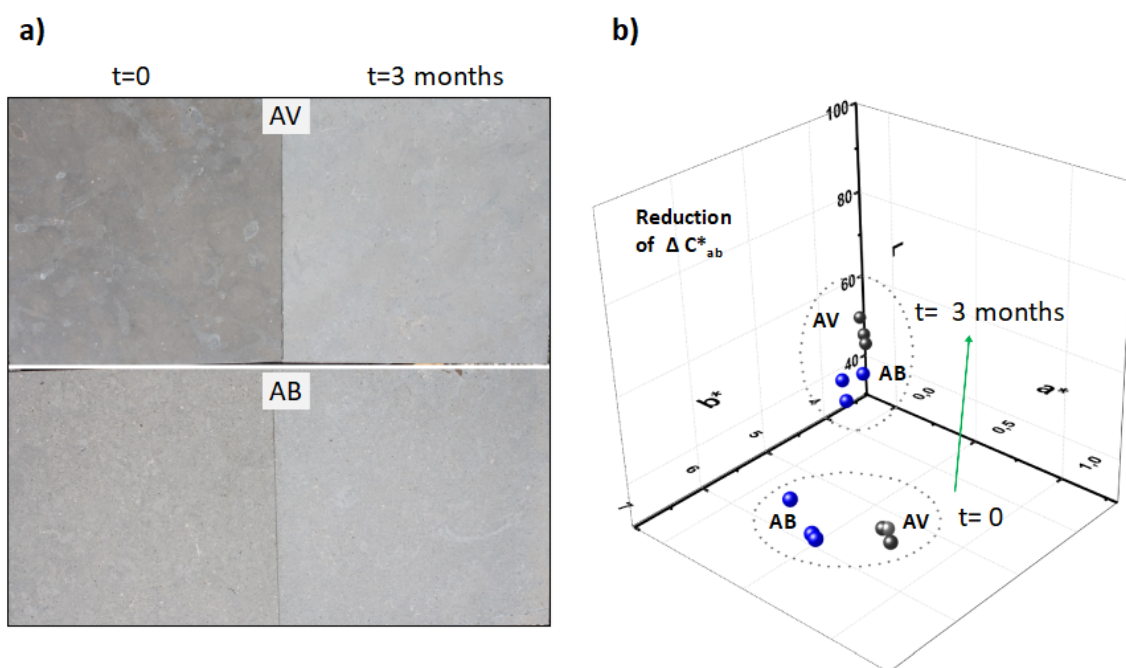 a)
t=0
t=3 months
AV
AB
b)
100
80
60
40
L
Reduction
of Δ C*ab
AV
AB
t= 3 months
b*
a*
4
5
6
7
0,0
0,5
1,0
AB
AV
t= 0